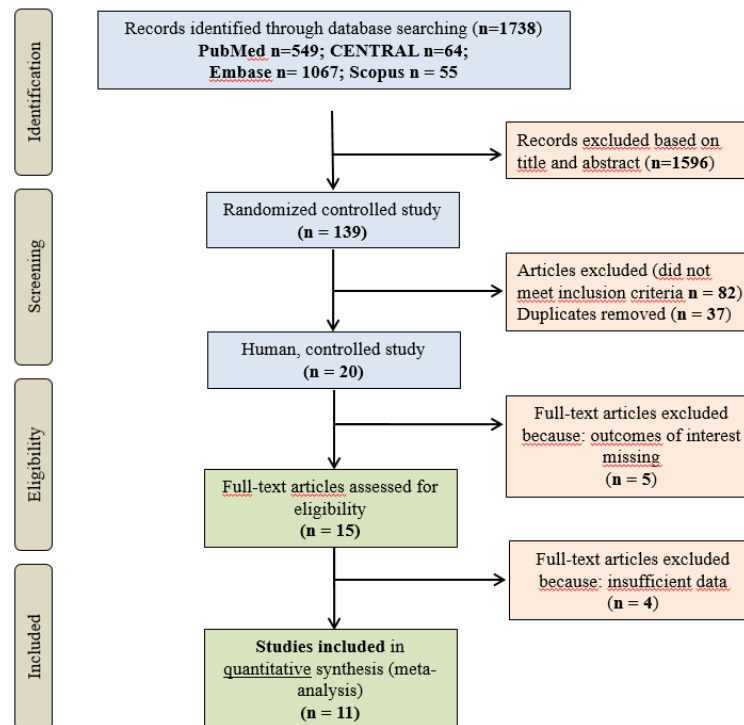 Identification
Records identified through database searching (n=1738)
PubMed n=549; CENTRAL n=64;
Embase n= 1067; Scopus n = 55
Records excluded based on
title and abstract (n=1596)
Screening
Randomized controlled study
(n = 139)
Articles excluded (did not
meet inclusion criteria n = 82)
Duplicates removed (n = 37)
Human, controlled study
(n = 20)
Eligibility
Full-text articles excluded
because: outcomes of interest
missing
(n = 5)
Full-text articles assessed for
eligibility
(n = 15)
Included
Full-text articles excluded
because: insufficient data
(n = 4)
Studies included in
quantitative synthesis (meta-
analysis)
(n = 11)